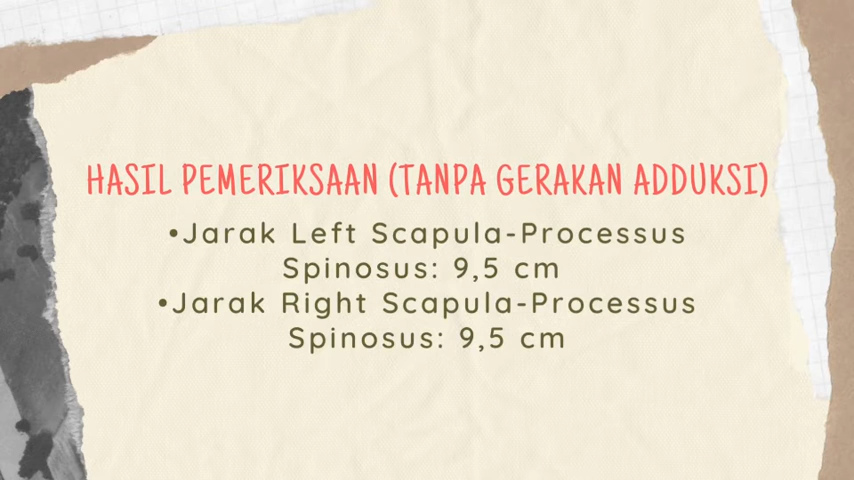 HASIL PEMERIKSAAN (TANPA GERAKAN ADDUKSI)
•Jarak Left Scapula-Processus
Spinosus: 9,5 cm
•Jarak Right Scapula-Processus
Spinosus: 9,5 cm